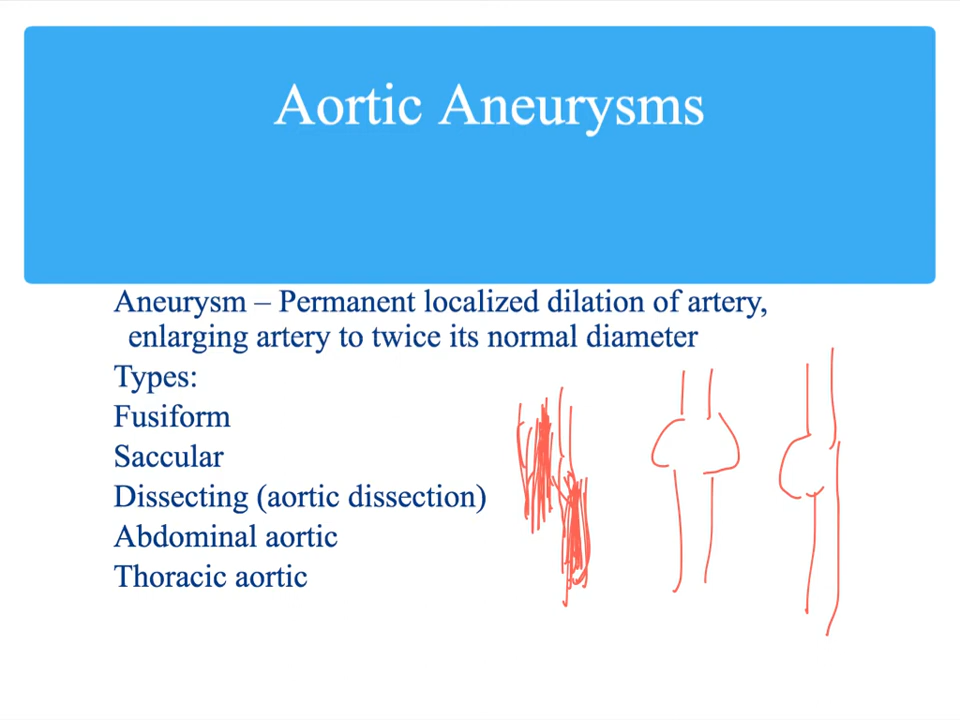 Aortic Aneurysms
Aneurysm – Permanent localized dilation of artery,
enlarging artery to twice its normal diameter
Types:
Fusiform
Saccular
Dissecting (aortic dissection)
Abdominal aortic
Thoracic aortic